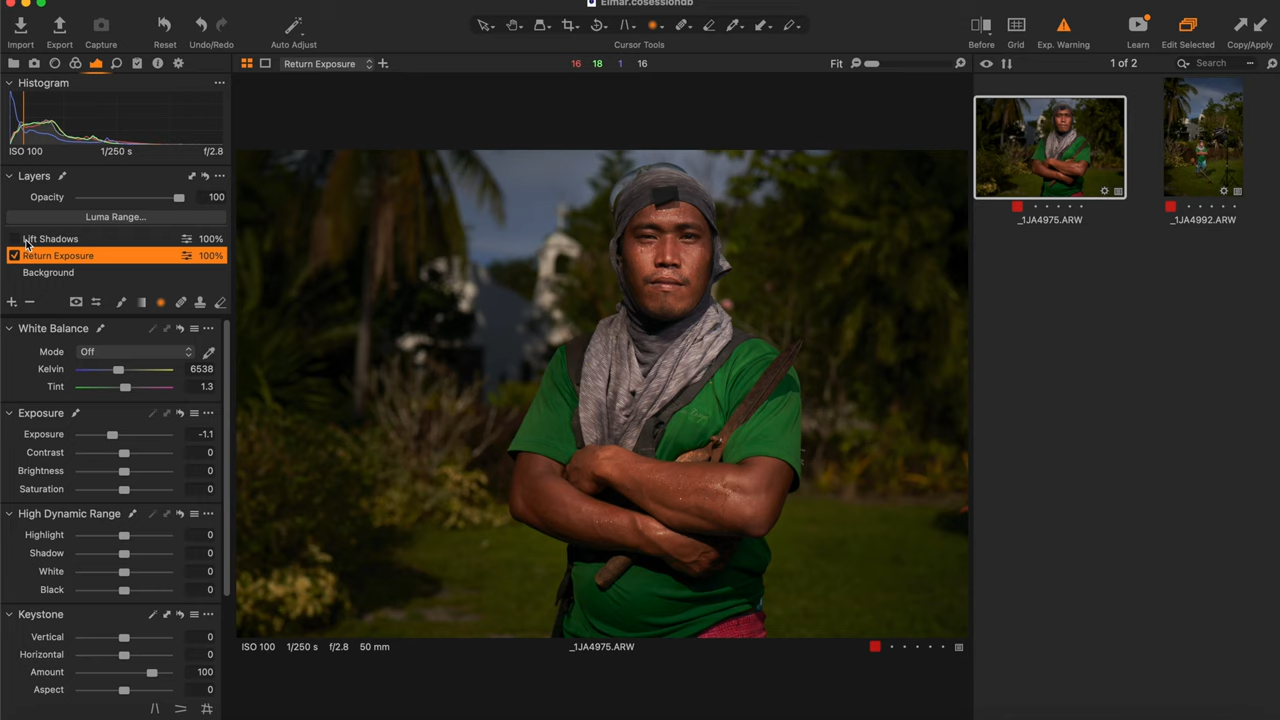 Elmar.cosessiondb
Import Export Capture Reset Undo/Redo Auto Adjust Cursor Tools Before Grid Exp. Warning Learn Edit Selected Copy/Apply
Return Exposure 16 18 1 16 Fit 1 of 2 Search
Histogram
ISO 100 1/250 s f/2.8
Layers
Opacity 100
Luma Range...
Lift Shadows 100%
Return Exposure 100%
Background
White Balance
Mode Off
Kelvin 6538
Tint 1.3
Exposure
Exposure -1.1
Contrast 0
Brightness 0
Saturation 0
High Dynamic Range
Highlight 0
Shadow 0
White 0
Black 0
Keystone
Vertical 0
Horizontal 0
Amount 100
Aspect 0
ISO 100 1/250 s f/2.8 50 mm _1JA4975.ARW
_1JA4975.ARW _1JA4992.ARW